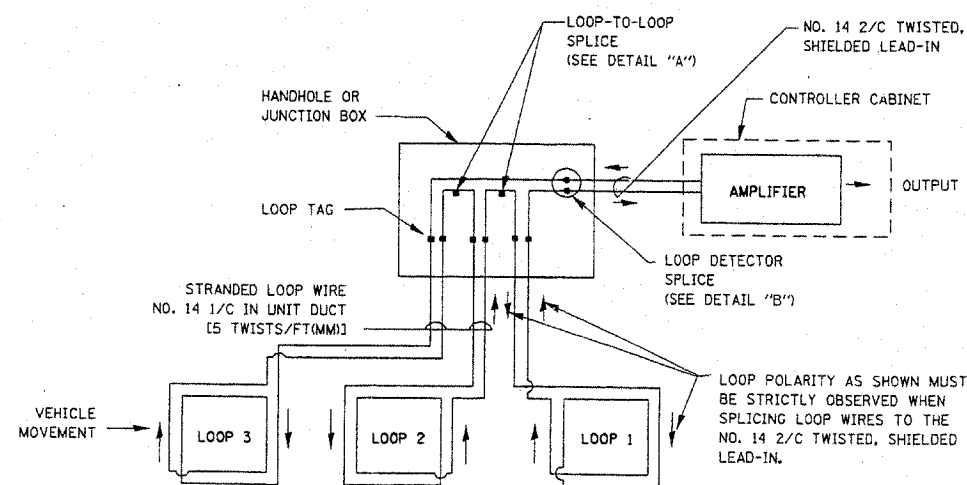 LOOP-TO-LOOP
SPLICE
(SEE DETAIL "A")
NO. 14 2/C TWISTED,
SHIELDED LEAD-IN
HANDHOLE OR
JUNCTION BOX
CONTROLLER CABINET
AMPLIFIER
OUTPUT
LOOP TAG
LOOP DETECTOR
SPLICE
(SEE DETAIL "B")
STRANDED LOOP WIRE
NO. 14 1/C IN UNIT DUCT
[5 TWISTS/FT(MM)]
LOOP POLARITY AS SHOWN MUST
BE STRICTLY OBSERVED WHEN
SPLICING LOOP WIRES TO THE
NO. 14 2/C TWISTED, SHIELDED
LEAD-IN.
VEHICLE
MOVEMENT
LOOP 3
LOOP 2
LOOP 1